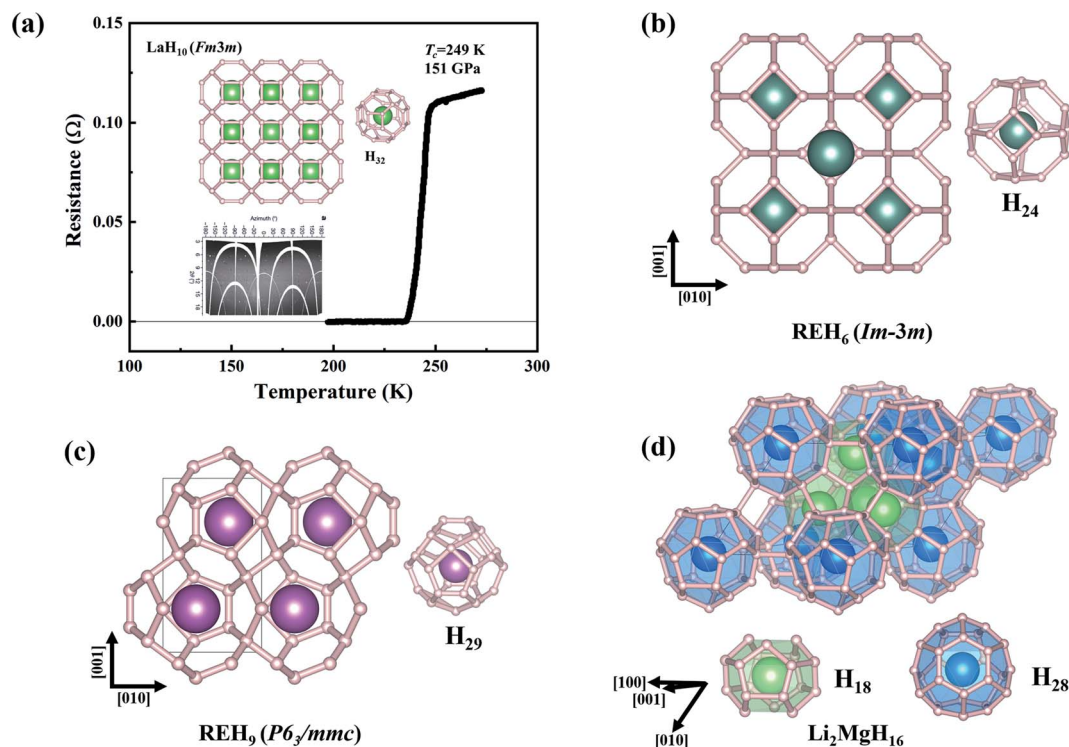 (a)
LaH₁₀ (Fm3m)
T꜀=249 K
151 GPa
H₃₂
Resistance (Ω)
0.15
0.10
0.05
0.00
Azimuth (°)
100
150
200
250
300
Temperature (K)
(b)
H₂₄
[001]
[010]
REH₆ (Im-3m)
(c)
H₂₉
[001]
[010]
REH₉ (P6₃/mmc)
(d)
H₁₈
H₂₈
[100]
[001]
[010]
Li₂MgH₁₆